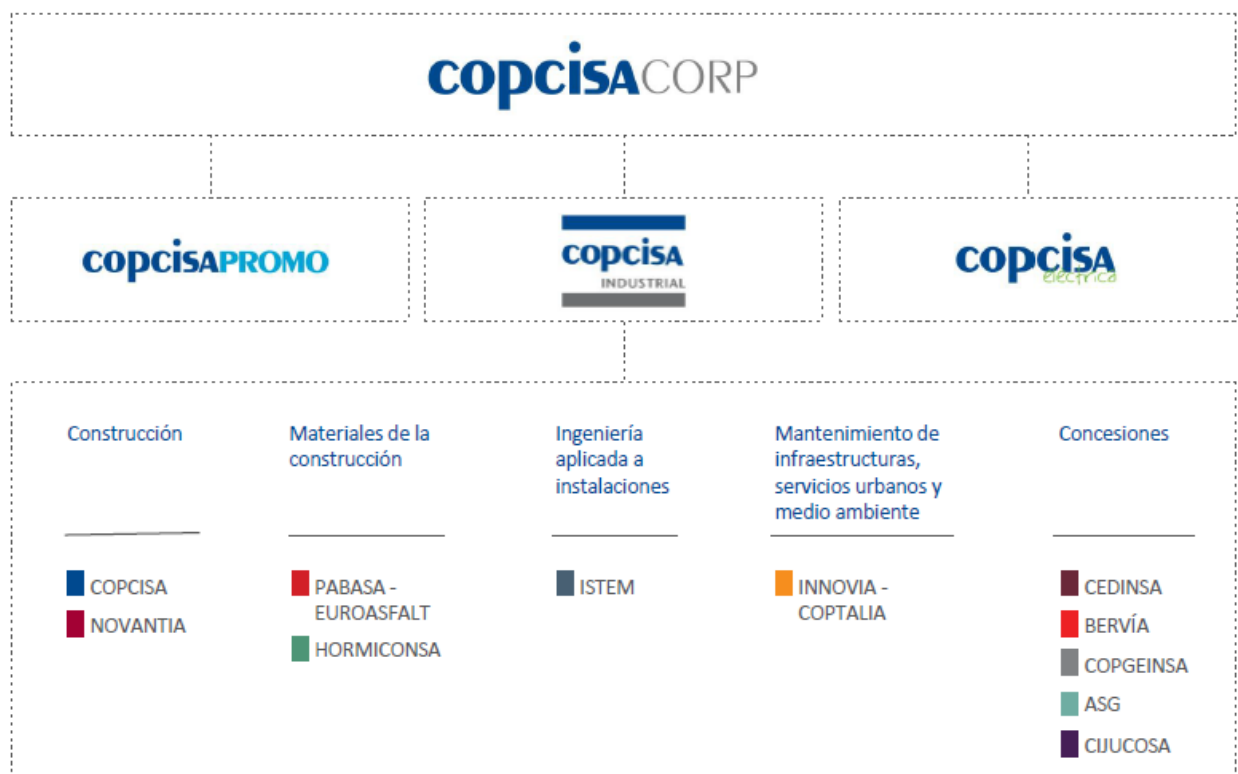 copcisaCORP
copcisaPROMO
copcisa
INDUSTRIAL
copcisa
eléctrica
Construcción
COPCISA
NOVANTIA
Materiales de la
construcción
PABASA -
EUROASFALT
HORMICONSA
Ingeniería
aplicada a
instalaciones
ISTEM
Mantenimiento de
infraestructuras,
servicios urbanos y
medio ambiente
INNOVIA -
COPTALIA
Concesiones
CEDINSA
BERVÍA
COPGEINSA
ASG
CIJUCOSA